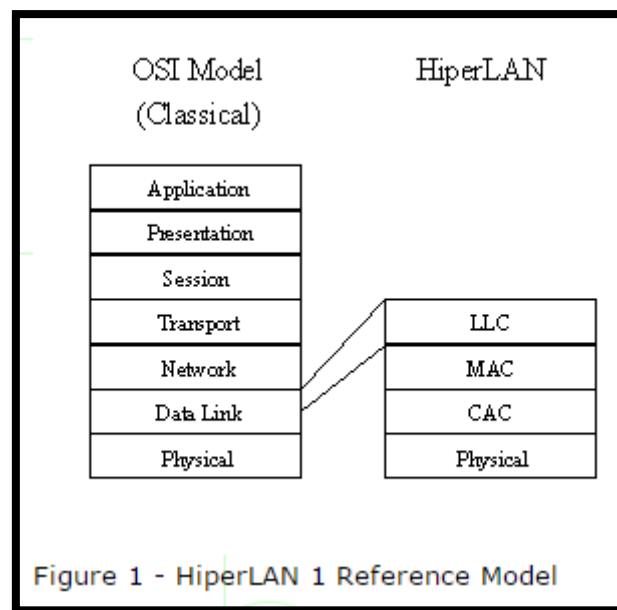 OSI Model
(Classical)
HiperLAN
Application
Presentation
Session
Transport
Network
Data Link
Physical
LLC
MAC
CAC
Physical
Figure 1 - HiperLAN 1 Reference Model